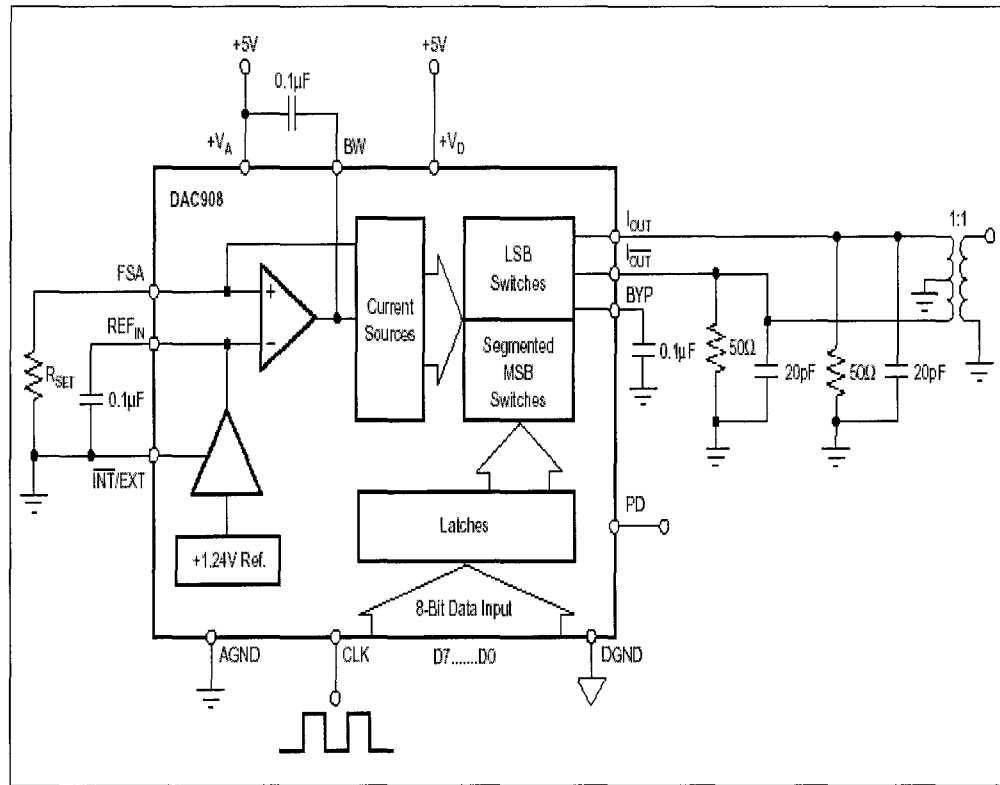 +5V
+5V
0.1µF
+V_A
BW
+V_D
DAC908
FSA
REF_IN
R_SET
0.1µF
INT/EXT
+1.24V Ref.
Current
Sources
LSB
Switches
Segmented
MSB
Switches
Latches
8-Bit Data Input
I_OUT
I_OUT
BYP
0.1µF
50Ω
20pF
50Ω
20pF
1:1
PD
AGND
CLK
D7.......D0
DGND